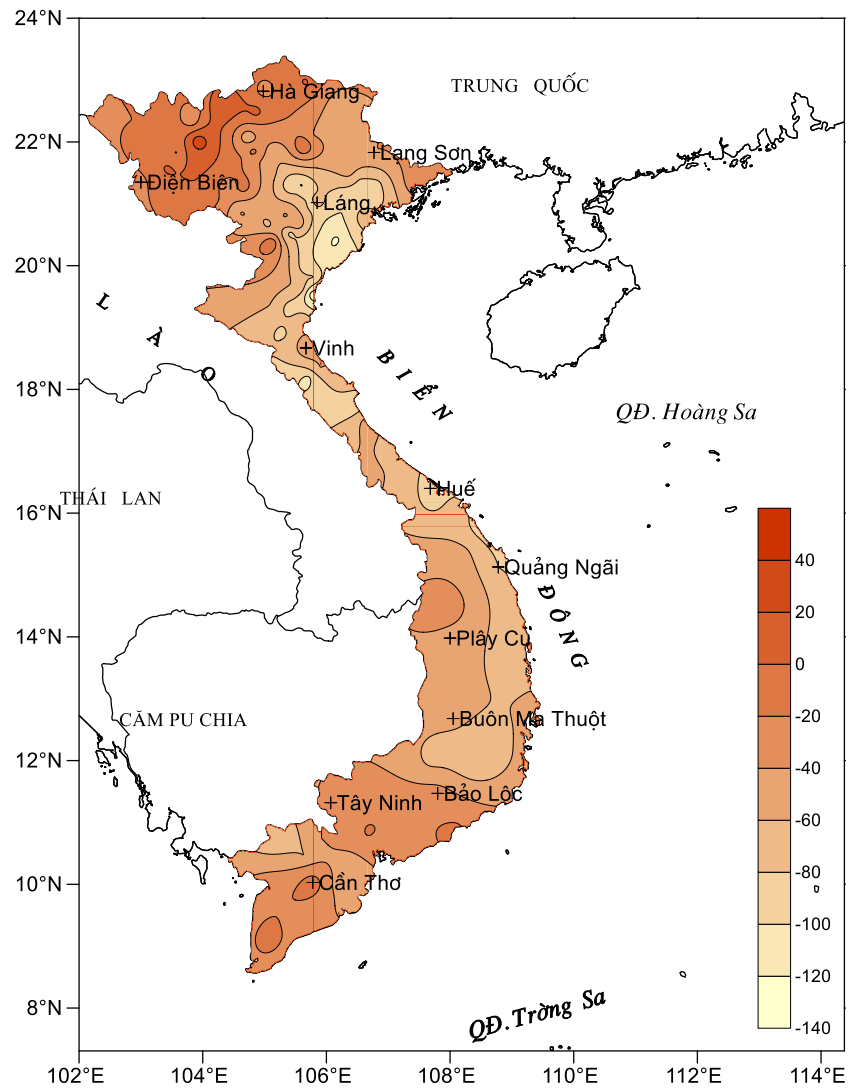 24°N
TRUNG QUỐC
Hà Giang
22°N
Lạng Sơn
Điện Biên
Láng
20°N
L À O
Vinh
BIỂN
18°N
QĐ. Hoàng Sa
THÁI LAN
Huế
16°N
Quảng Ngãi
ĐÔNG
40
20
14°N
Plây Cu
0
CĂM PU CHIA
Buôn Ma Thuột
-20
12°N
-40
Bảo Lộc
Tây Ninh
-60
10°N
Cần Thơ
-80
-100
-120
8°N
QĐ.Trờng Sa
-140
102°E 104°E 106°E 108°E 110°E 112°E 114°E